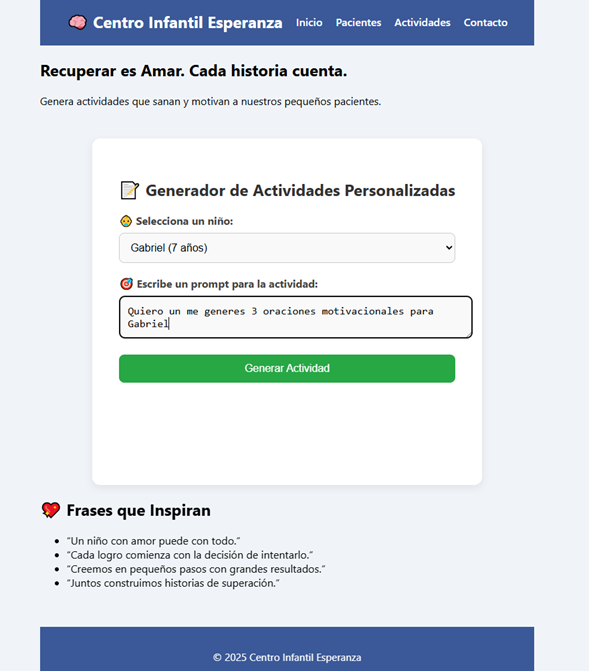 Centro Infantil Esperanza Inicio Pacientes Actividades Contacto
Recuperar es Amar. Cada historia cuenta.
Genera actividades que sanan y motivan a nuestros pequeños pacientes.
Generador de Actividades Personalizadas
Selecciona un niño:
Gabriel (7 años)
Escribe un prompt para la actividad:
Quiero un me generes 3 oraciones motivacionales para
Gabriel
Generar Actividad
Frases que Inspiran
“Un niño con amor puede con todo.”
“Cada logro comienza con la decisión de intentarlo.”
“Creemos en pequeños pasos con grandes resultados.”
“Juntos construimos historias de superación.”
© 2025 Centro Infantil Esperanza